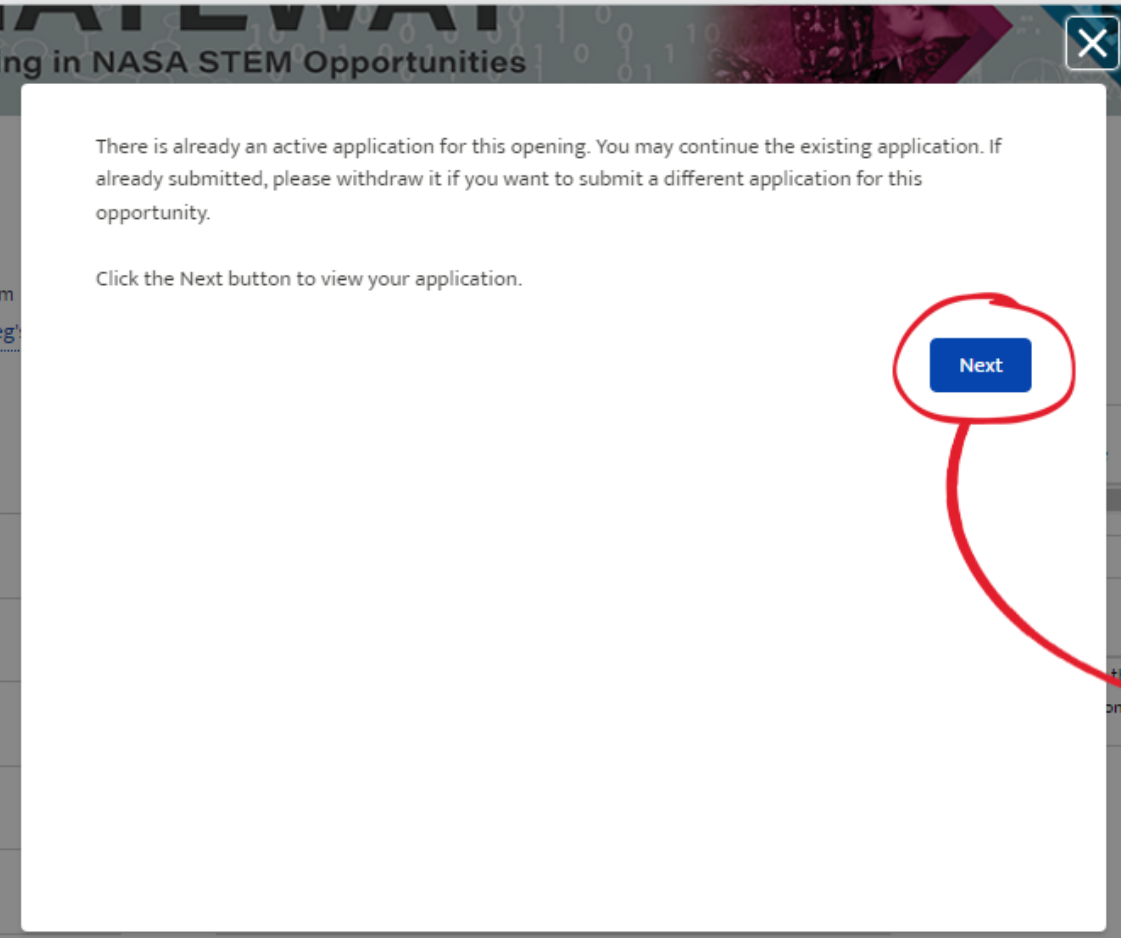 ing in NASA STEM Opportunities
There is already an active application for this opening. You may continue the existing application. If
already submitted, please withdraw it if you want to submit a different application for this
opportunity.
Click the Next button to view your application.
Next